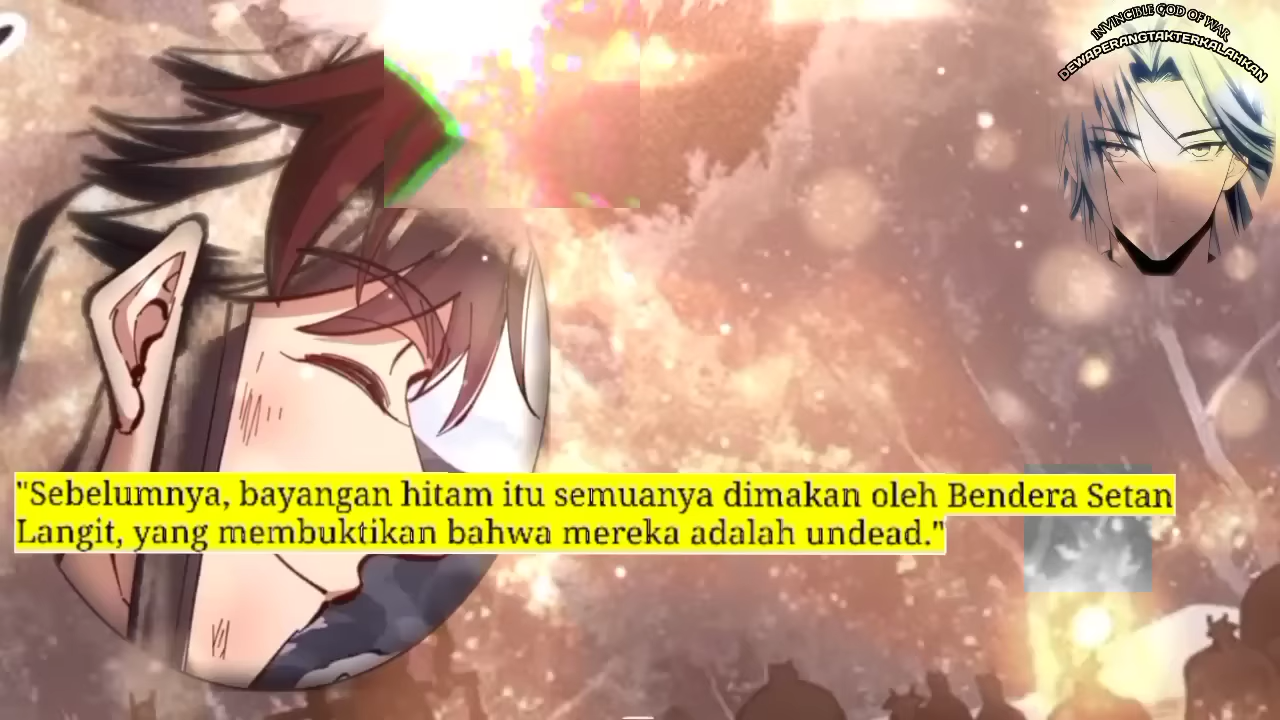 INVINCIBLE GOD OF WAR
DEWAPERANGTAKTERKALAHKAN
"Sebelumnya, bayangan hitam itu semuanya dimakan oleh Bendera Setan
Langit, yang membuktikan bahwa mereka adalah undead."